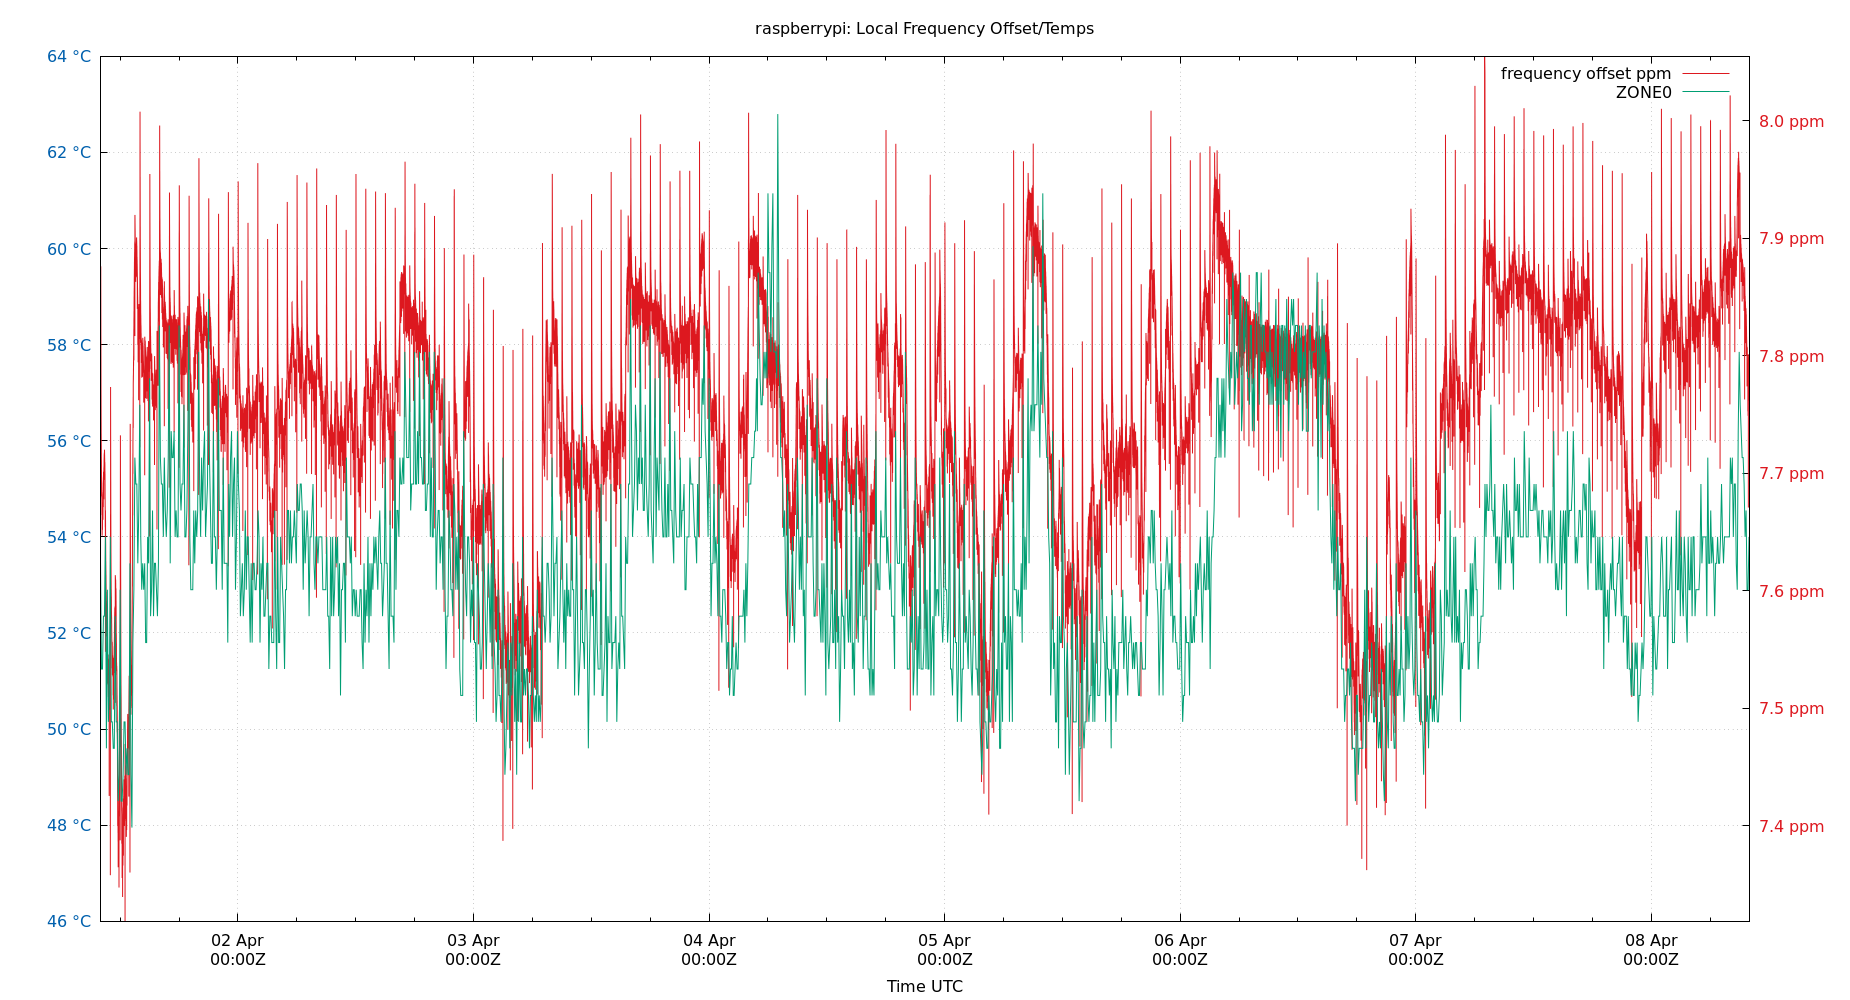 raspberrypi: Local Frequency Offset/Temps
frequency offset ppm
ZONE0
64 °C
62 °C
60 °C
58 °C
56 °C
54 °C
52 °C
50 °C
48 °C
46 °C
8.0 ppm
7.9 ppm
7.8 ppm
7.7 ppm
7.6 ppm
7.5 ppm
7.4 ppm
02 Apr
00:00Z
03 Apr
00:00Z
04 Apr
00:00Z
05 Apr
00:00Z
06 Apr
00:00Z
07 Apr
00:00Z
08 Apr
00:00Z
Time UTC